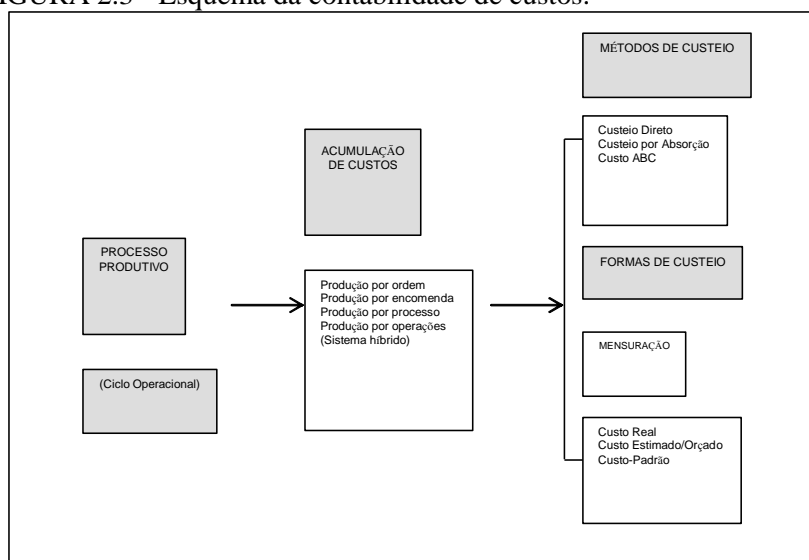 FIGURA 2.3 - Esquema da contabilidade de custos.
MÉTODOS DE CUSTEIO
Custeio Direto
Custeio por Absorção
Custo ABC
ACUMULAÇÃO
DE CUSTOS
PROCESSO
PRODUTIVO
FORMAS DE CUSTEIO
Produção por ordem
Produção por encomenda
Produção por processo
Produção por operações
(Sistema híbrido)
MENSURAÇÃO
(Ciclo Operacional)
Custo Real
Custo Estimado/Orçado
Custo-Padrão